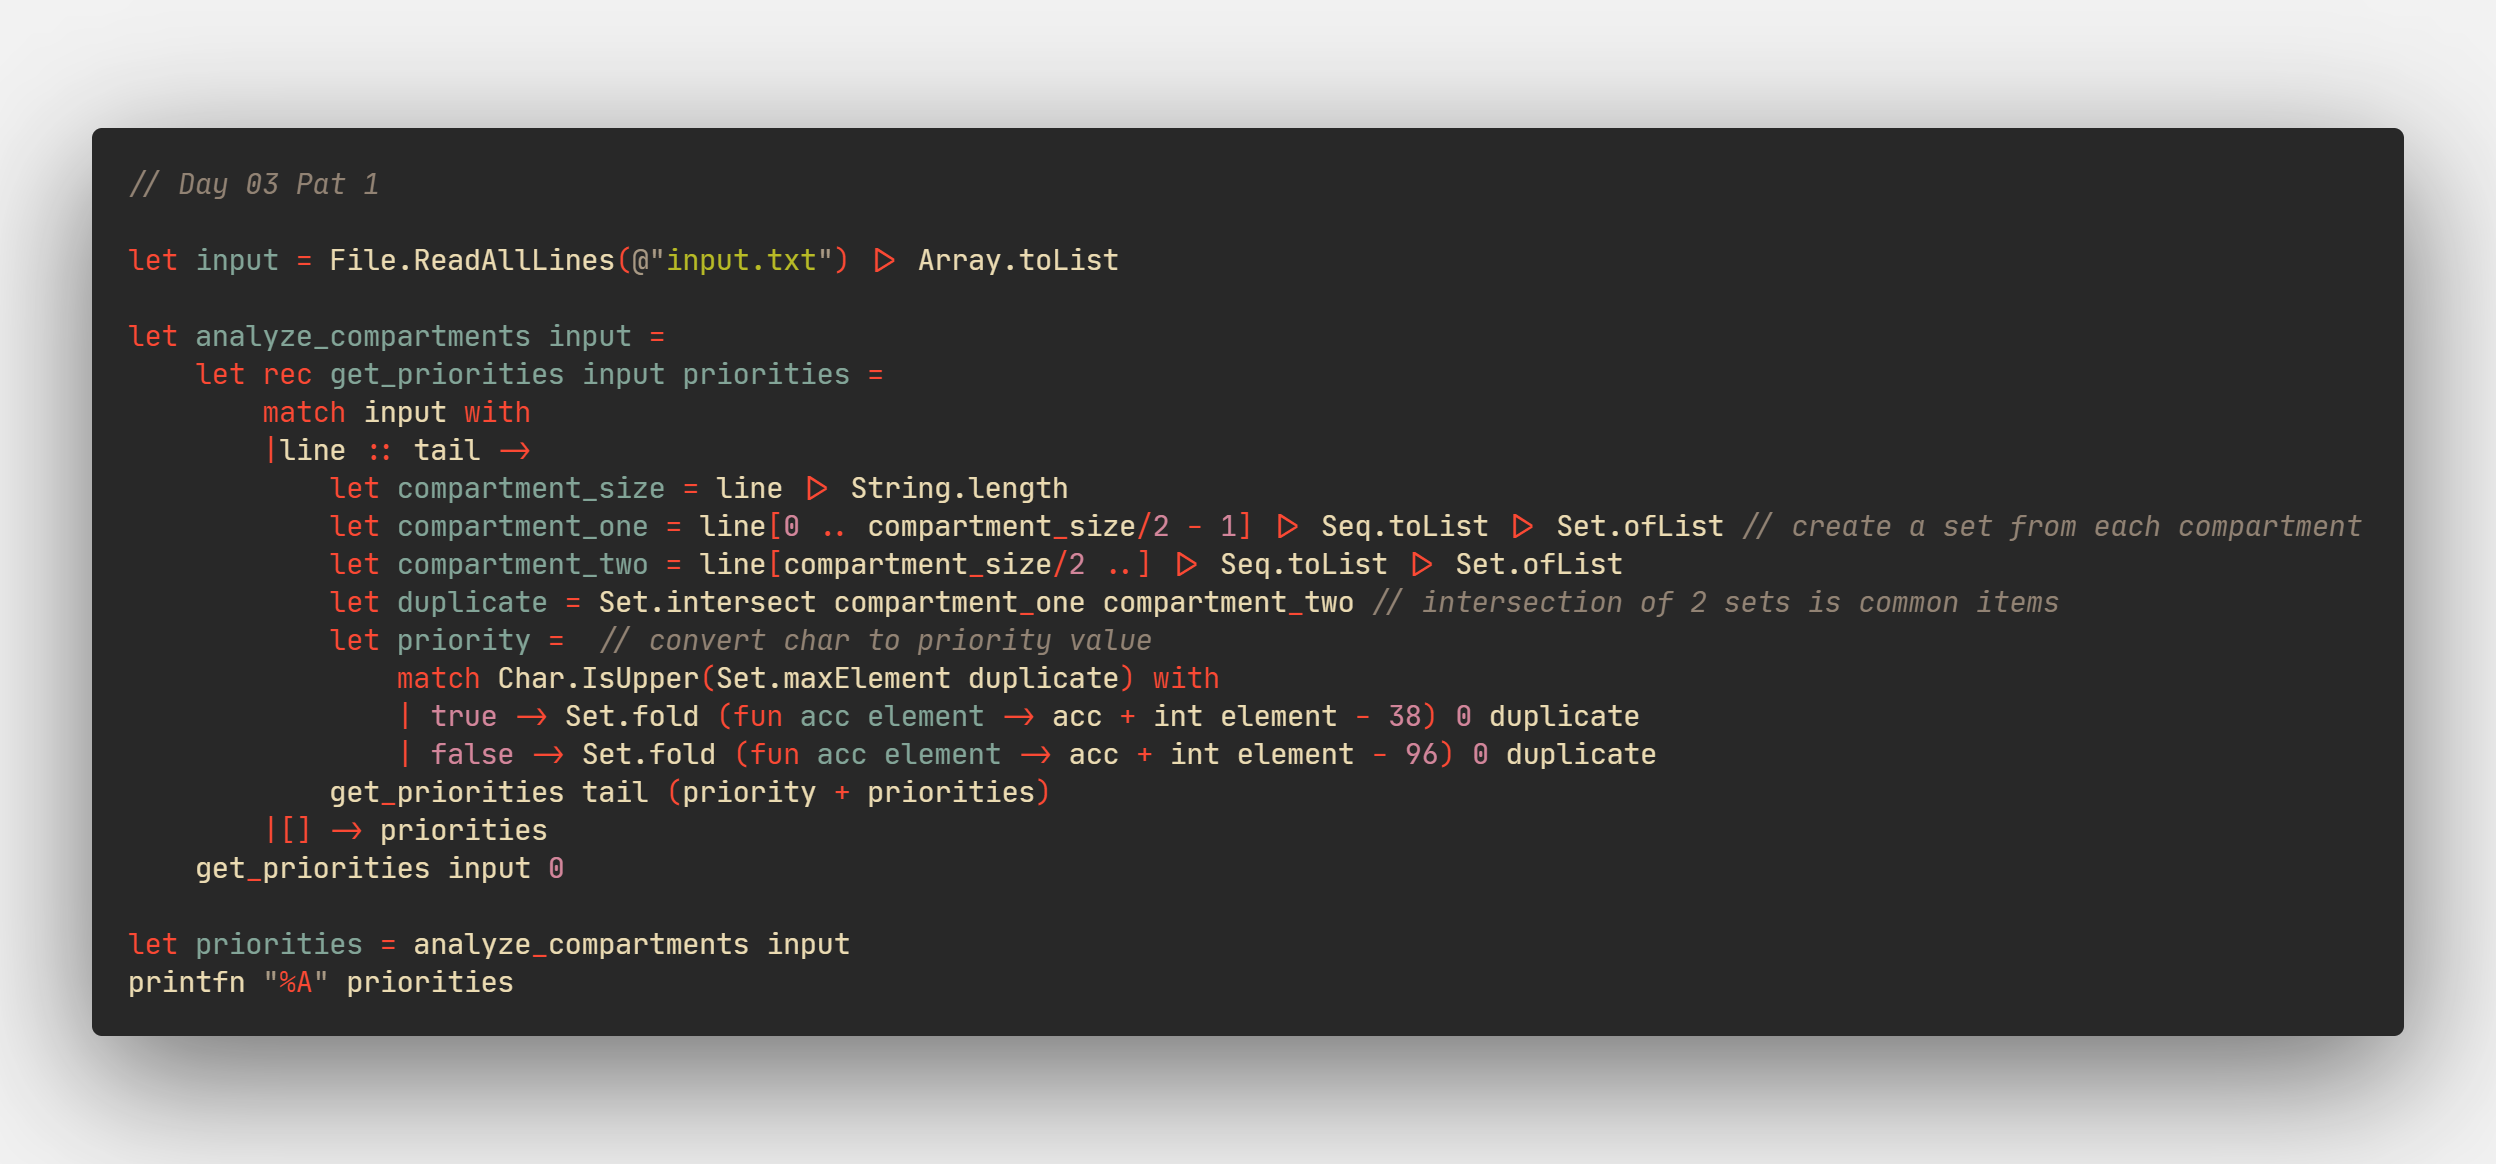 // Day 03 Pat 1
let input = File.ReadAllLines(@"input.txt") |> Array.toList
let analyze_compartments input =
    let rec get_priorities input priorities =
        match input with
        |line :: tail ->
            let compartment_size = line |> String.length
            let compartment_one = line[0 .. compartment_size/2 - 1] |> Seq.toList |> Set.ofList // create a set from each compartment
            let compartment_two = line[compartment_size/2 ..] |> Seq.toList |> Set.ofList
            let duplicate = Set.intersect compartment_one compartment_two // intersection of 2 sets is common items
            let priority =  // convert char to priority value
                match Char.IsUpper(Set.maxElement duplicate) with
                | true -> Set.fold (fun acc element -> acc + int element - 38) 0 duplicate
                | false -> Set.fold (fun acc element -> acc + int element - 96) 0 duplicate
            get_priorities tail (priority + priorities)
        |[] -> priorities
    get_priorities input 0
let priorities = analyze_compartments input
printfn "%A" priorities